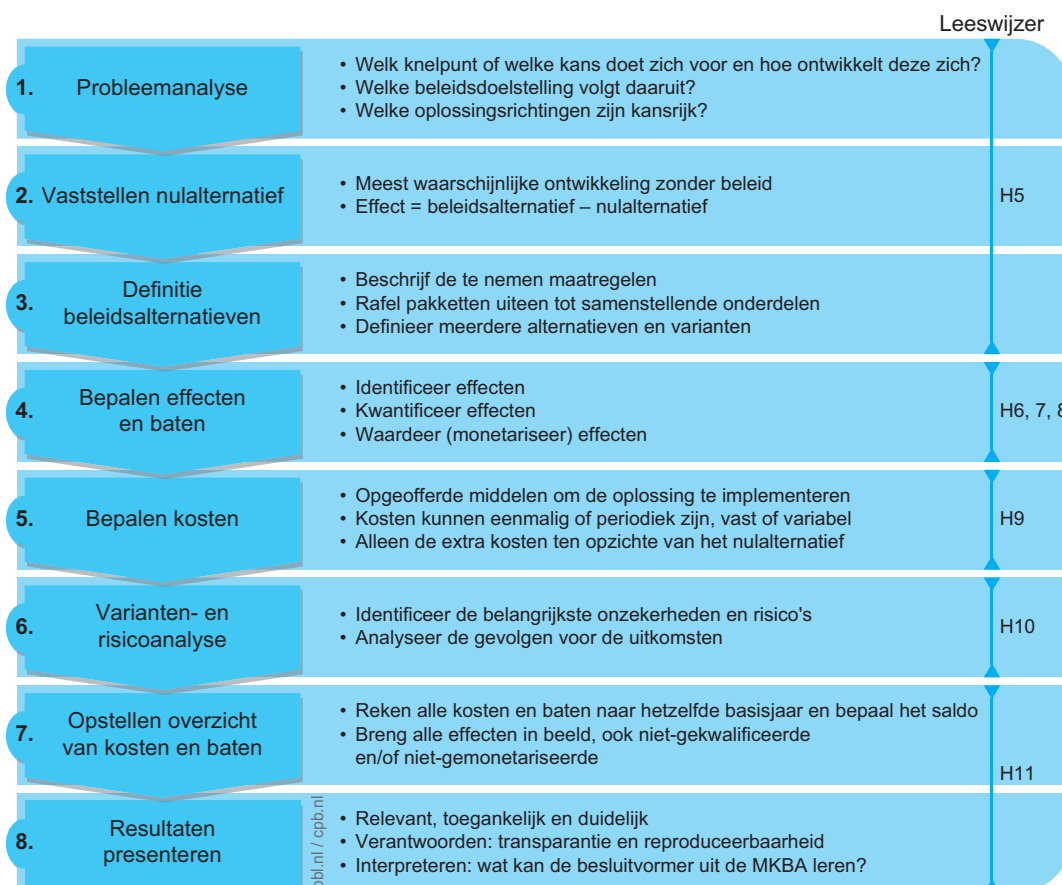 Leeswijzer
1. Probleemanalyse
• Welk knelpunt of welke kans doet zich voor en hoe ontwikkelt deze zich?
• Welke beleidsdoelstelling volgt daaruit?
• Welke oplossingsrichtingen zijn kansrijk?
2. Vaststellen nulalternatief
• Meest waarschijnlijke ontwikkeling zonder beleid
• Effect = beleidsalternatief – nulalternatief
H5
3. Definitie
beleidsalternatieven
• Beschrijf de te nemen maatregelen
• Rafel pakketten uiteen tot samenstellende onderdelen
• Definieer meerdere alternatieven en varianten
4. Bepalen effecten
en baten
• Identificeer effecten
• Kwantificeer effecten
• Waardeer (monetariseer) effecten
H6, 7, 8
5. Bepalen kosten
• Opgeofferde middelen om de oplossing te implementeren
• Kosten kunnen eenmalig of periodiek zijn, vast of variabel
• Alleen de extra kosten ten opzichte van het nulalternatief
H9
6. Varianten- en
risicoanalyse
• Identificeer de belangrijkste onzekerheden en risico's
• Analyseer de gevolgen voor de uitkomsten
H10
7. Opstellen overzicht
van kosten en baten
• Reken alle kosten en baten naar hetzelfde basisjaar en bepaal het saldo
• Breng alle effecten in beeld, ook niet-gekwalificeerde
en/of niet-gemonetariseerde
H11
8. Resultaten
presenteren
• Relevant, toegankelijk en duidelijk
• Verantwoorden: transparantie en reproduceerbaarheid
• Interpreteren: wat kan de besluitvormer uit de MKBA leren?
pbl.nl / cpb.nl